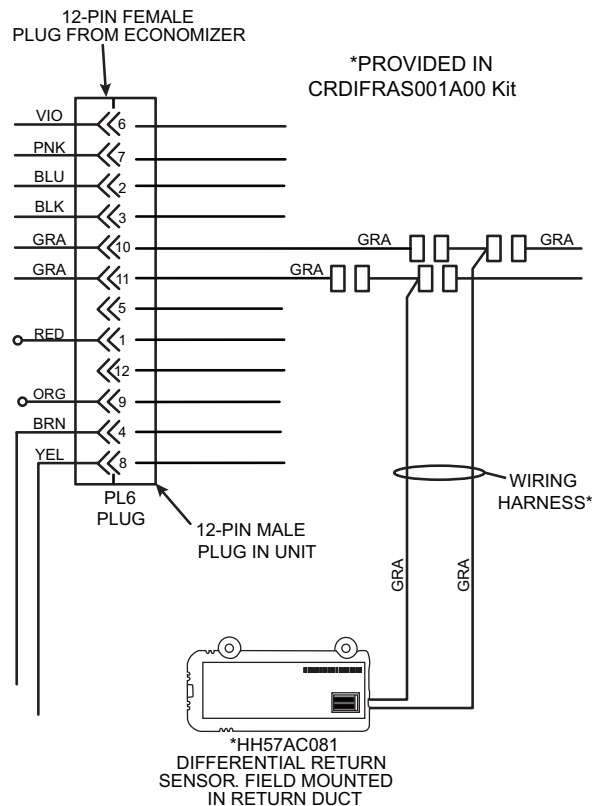 12-PIN FEMALE
PLUG FROM ECONOMIZER
*PROVIDED IN
CRDIFRAS001A00 Kit
VIO
6
PNK
7
BLU
2
BLK
3
GRA
10
GRA
GRA
GRA
11
GRA
5
RED
1
12
ORG
9
BRN
4
YEL
8
PL6
PLUG
12-PIN MALE
PLUG IN UNIT
WIRING
HARNESS*
GRA
GRA
*HH57AC081
DIFFERENTIAL RETURN
SENSOR. FIELD MOUNTED
IN RETURN DUCT